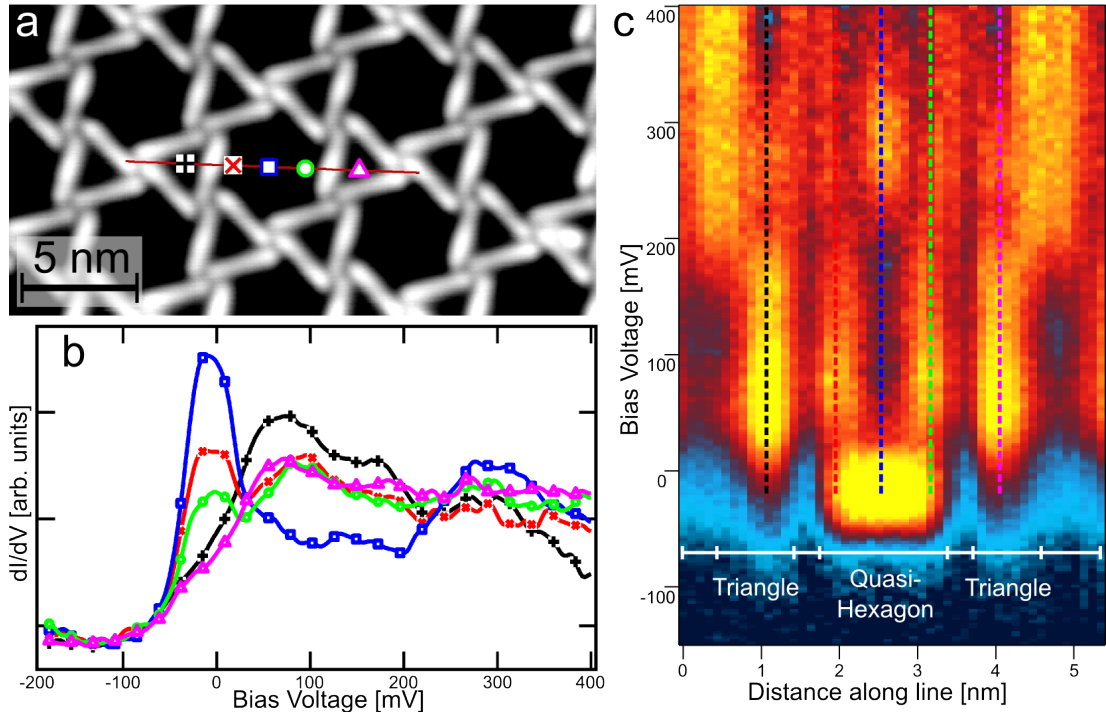 a
5 nm
b
dI/dV [arb. units]
-200 -100 0 100 200 300 400
Bias Voltage [mV]
c
400
300
200
100
0
-100
Bias Voltage [mV]
Triangle
Quasi-
Hexagon
Triangle
0 1 2 3 4 5
Distance along line [nm]